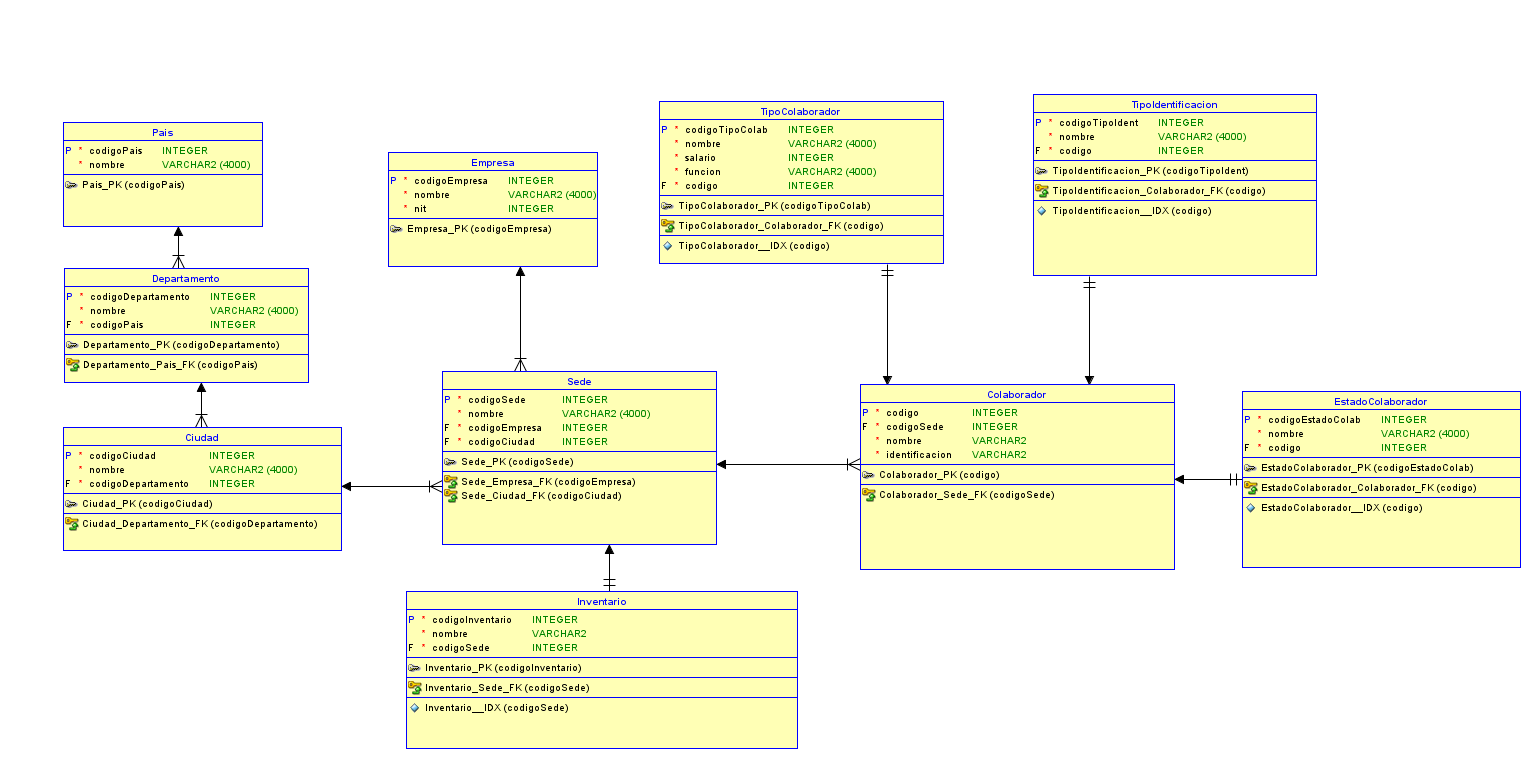 Pais
P * codigoPais INTEGER
* nombre VARCHAR2 (4000)
Pais_PK (codigoPais)
Departamento
P * codigoDepartamento INTEGER
* nombre VARCHAR2 (4000)
F * codigoPais INTEGER
Departamento_PK (codigoDepartamento)
Departamento_Pais_FK (codigoPais)
Ciudad
P * codigoCiudad INTEGER
* nombre VARCHAR2 (4000)
F * codigoDepartamento INTEGER
Ciudad_PK (codigoCiudad)
Ciudad_Departamento_FK (codigoDepartamento)
Empresa
P * codigoEmpresa INTEGER
* nombre VARCHAR2 (4000)
* nit INTEGER
Empresa_PK (codigoEmpresa)
Sede
P * codigoSede INTEGER
* nombre VARCHAR2 (4000)
F * codigoEmpresa INTEGER
F * codigoCiudad INTEGER
Sede_PK (codigoSede)
Sede_Empresa_FK (codigoEmpresa)
Sede_Ciudad_FK (codigoCiudad)
Inventario
P * codigoInventario INTEGER
* nombre VARCHAR2
F * codigoSede INTEGER
Inventario_PK (codigoInventario)
Inventario_Sede_FK (codigoSede)
Inventario__IDX (codigoSede)
TipoColaborador
P * codigoTipoColab INTEGER
* nombre VARCHAR2 (4000)
* salario INTEGER
* funcion VARCHAR2 (4000)
F * codigo INTEGER
TipoColaborador_PK (codigoTipoColab)
TipoColaborador_Colaborador_FK (codigo)
TipoColaborador__IDX (codigo)
TipoIdentificacion
P * codigoTipoIdent INTEGER
* nombre VARCHAR2 (4000)
F * codigo INTEGER
TipoIdentificacion_PK (codigoTipoIdent)
TipoIdentificacion_Colaborador_FK (codigo)
TipoIdentificacion__IDX (codigo)
Colaborador
P * codigo INTEGER
F * codigoSede INTEGER
* nombre VARCHAR2
* identificacion VARCHAR2
Colaborador_PK (codigo)
Colaborador_Sede_FK (codigoSede)
EstadoColaborador
P * codigoEstadoColab INTEGER
* nombre VARCHAR2 (4000)
F * codigo INTEGER
EstadoColaborador_PK (codigoEstadoColab)
EstadoColaborador_Colaborador_FK (codigo)
EstadoColaborador__IDX (codigo)